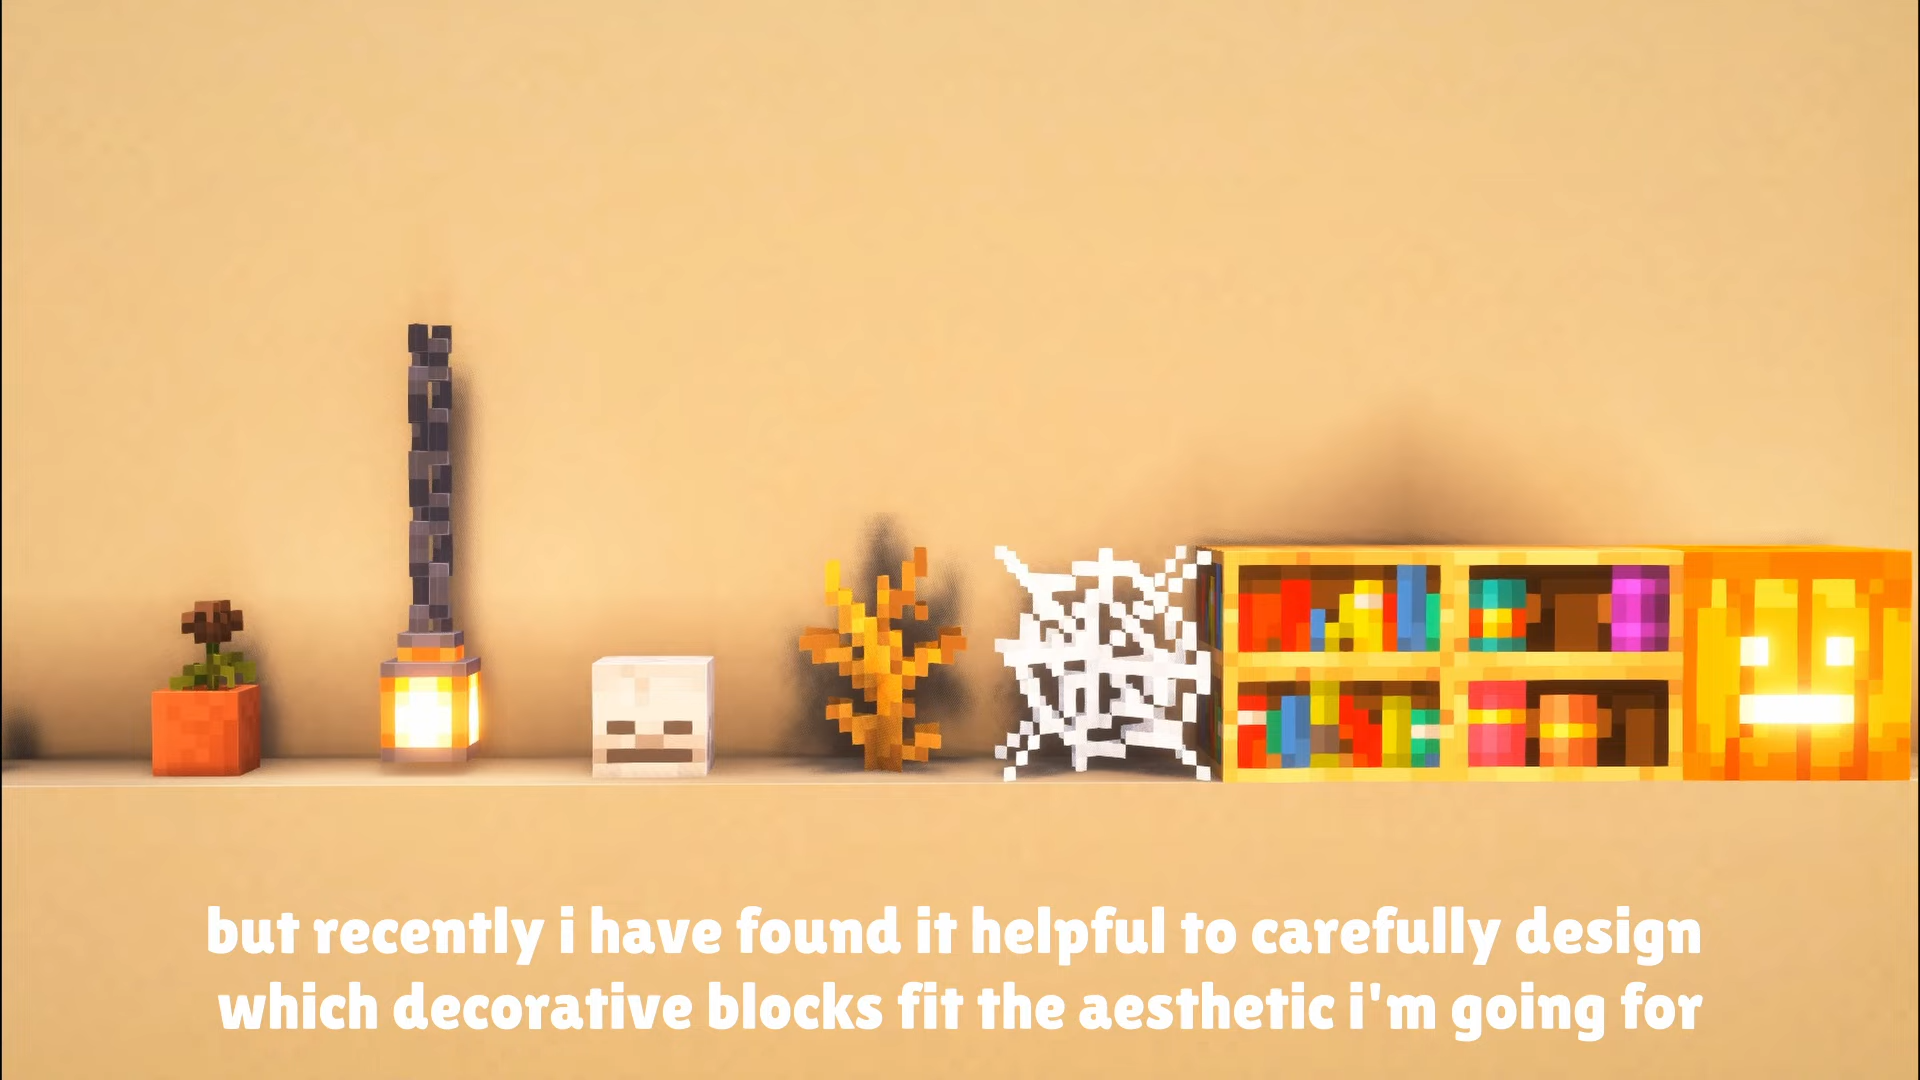 but recently i have found it helpful to carefully design
which decorative blocks fit the aesthetic i'm going for